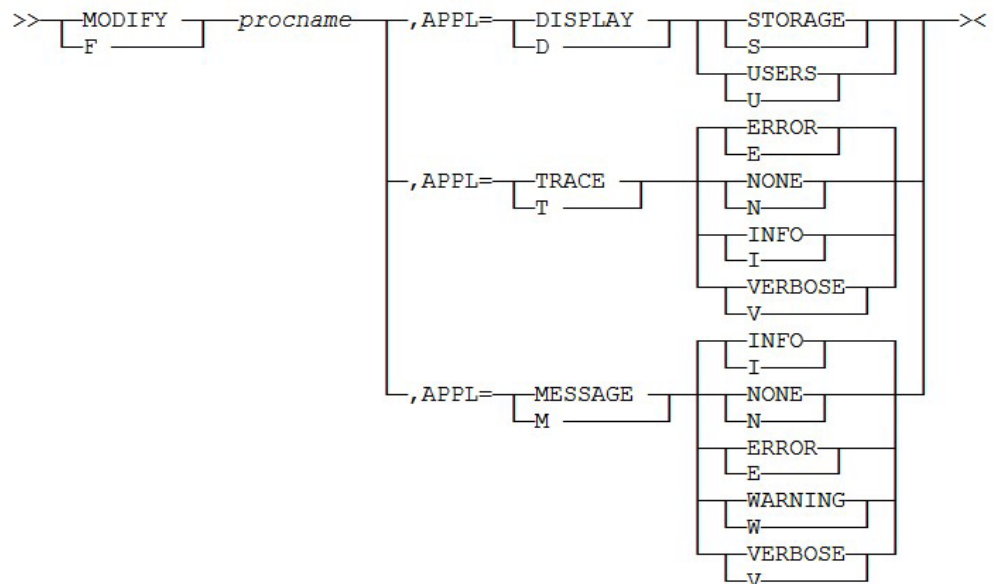 >> MODIFY procname ,APPL= DISPLAY STORAGE ><
F D S
USERS
U
ERROR
E
,APPL= TRACE NONE
T N
INFO
I
VERBOSE
V
INFO
I
,APPL= MESSAGE NONE
M N
ERROR
E
WARNING
W
VERBOSE
V